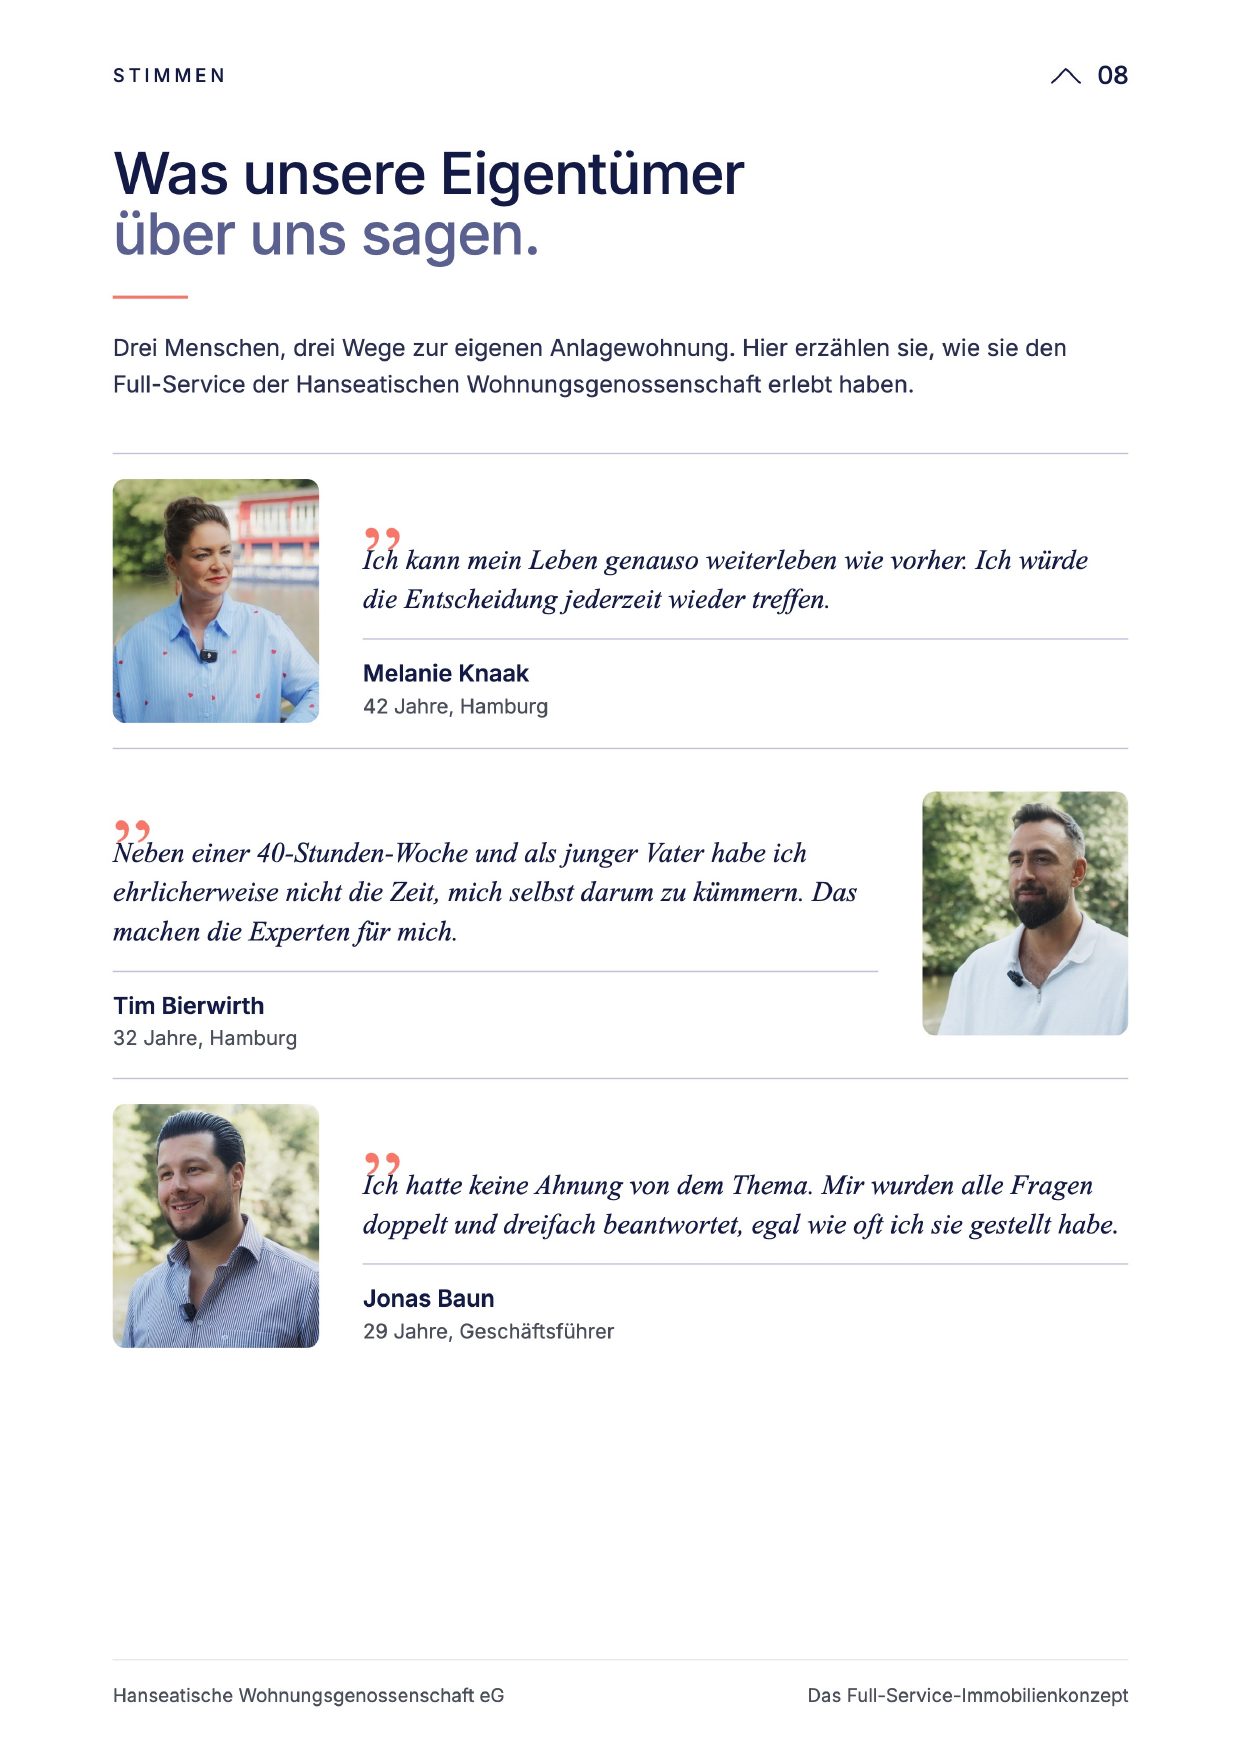 STIMMEN
08
Was unsere Eigentümer
über uns sagen.
Drei Menschen, drei Wege zur eigenen Anlagewohnung. Hier erzählen sie, wie sie den
Full-Service der Hanseatischen Wohnungsgenossenschaft erlebt haben.
”
Ich kann mein Leben genauso weiterleben wie vorher. Ich würde
die Entscheidung jederzeit wieder treffen.
Melanie Knaak
42 Jahre, Hamburg
”
Neben einer 40-Stunden-Woche und als junger Vater habe ich
ehrlicherweise nicht die Zeit, mich selbst darum zu kümmern. Das
machen die Experten für mich.
Tim Bierwirth
32 Jahre, Hamburg
”
Ich hatte keine Ahnung von dem Thema. Mir wurden alle Fragen
doppelt und dreifach beantwortet, egal wie oft ich sie gestellt habe.
Jonas Baun
29 Jahre, Geschäftsführer
Hanseatische Wohnungsgenossenschaft eG
Das Full-Service-Immobilienkonzept